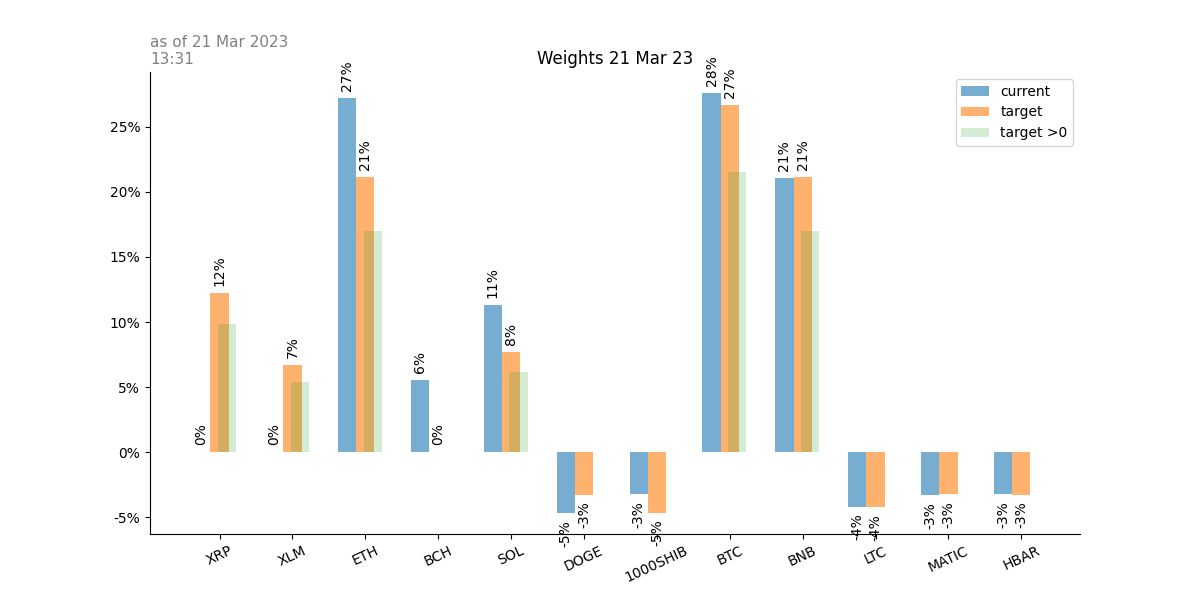 as of 21 Mar 2023
13:31
Weights 21 Mar 23
current
target
target >0
25%
20%
15%
10%
5%
0%
-5%
0%
12%
0%
7%
27%
21%
6%
0%
11%
8%
-5%
-3%
-3%
-5%
28%
27%
21%
21%
-4%
-4%
-3%
-3%
-3%
-3%
XRP
XLM
ETH
BCH
SOL
DOGE
1000SHIB
BTC
BNB
LTC
MATIC
HBAR